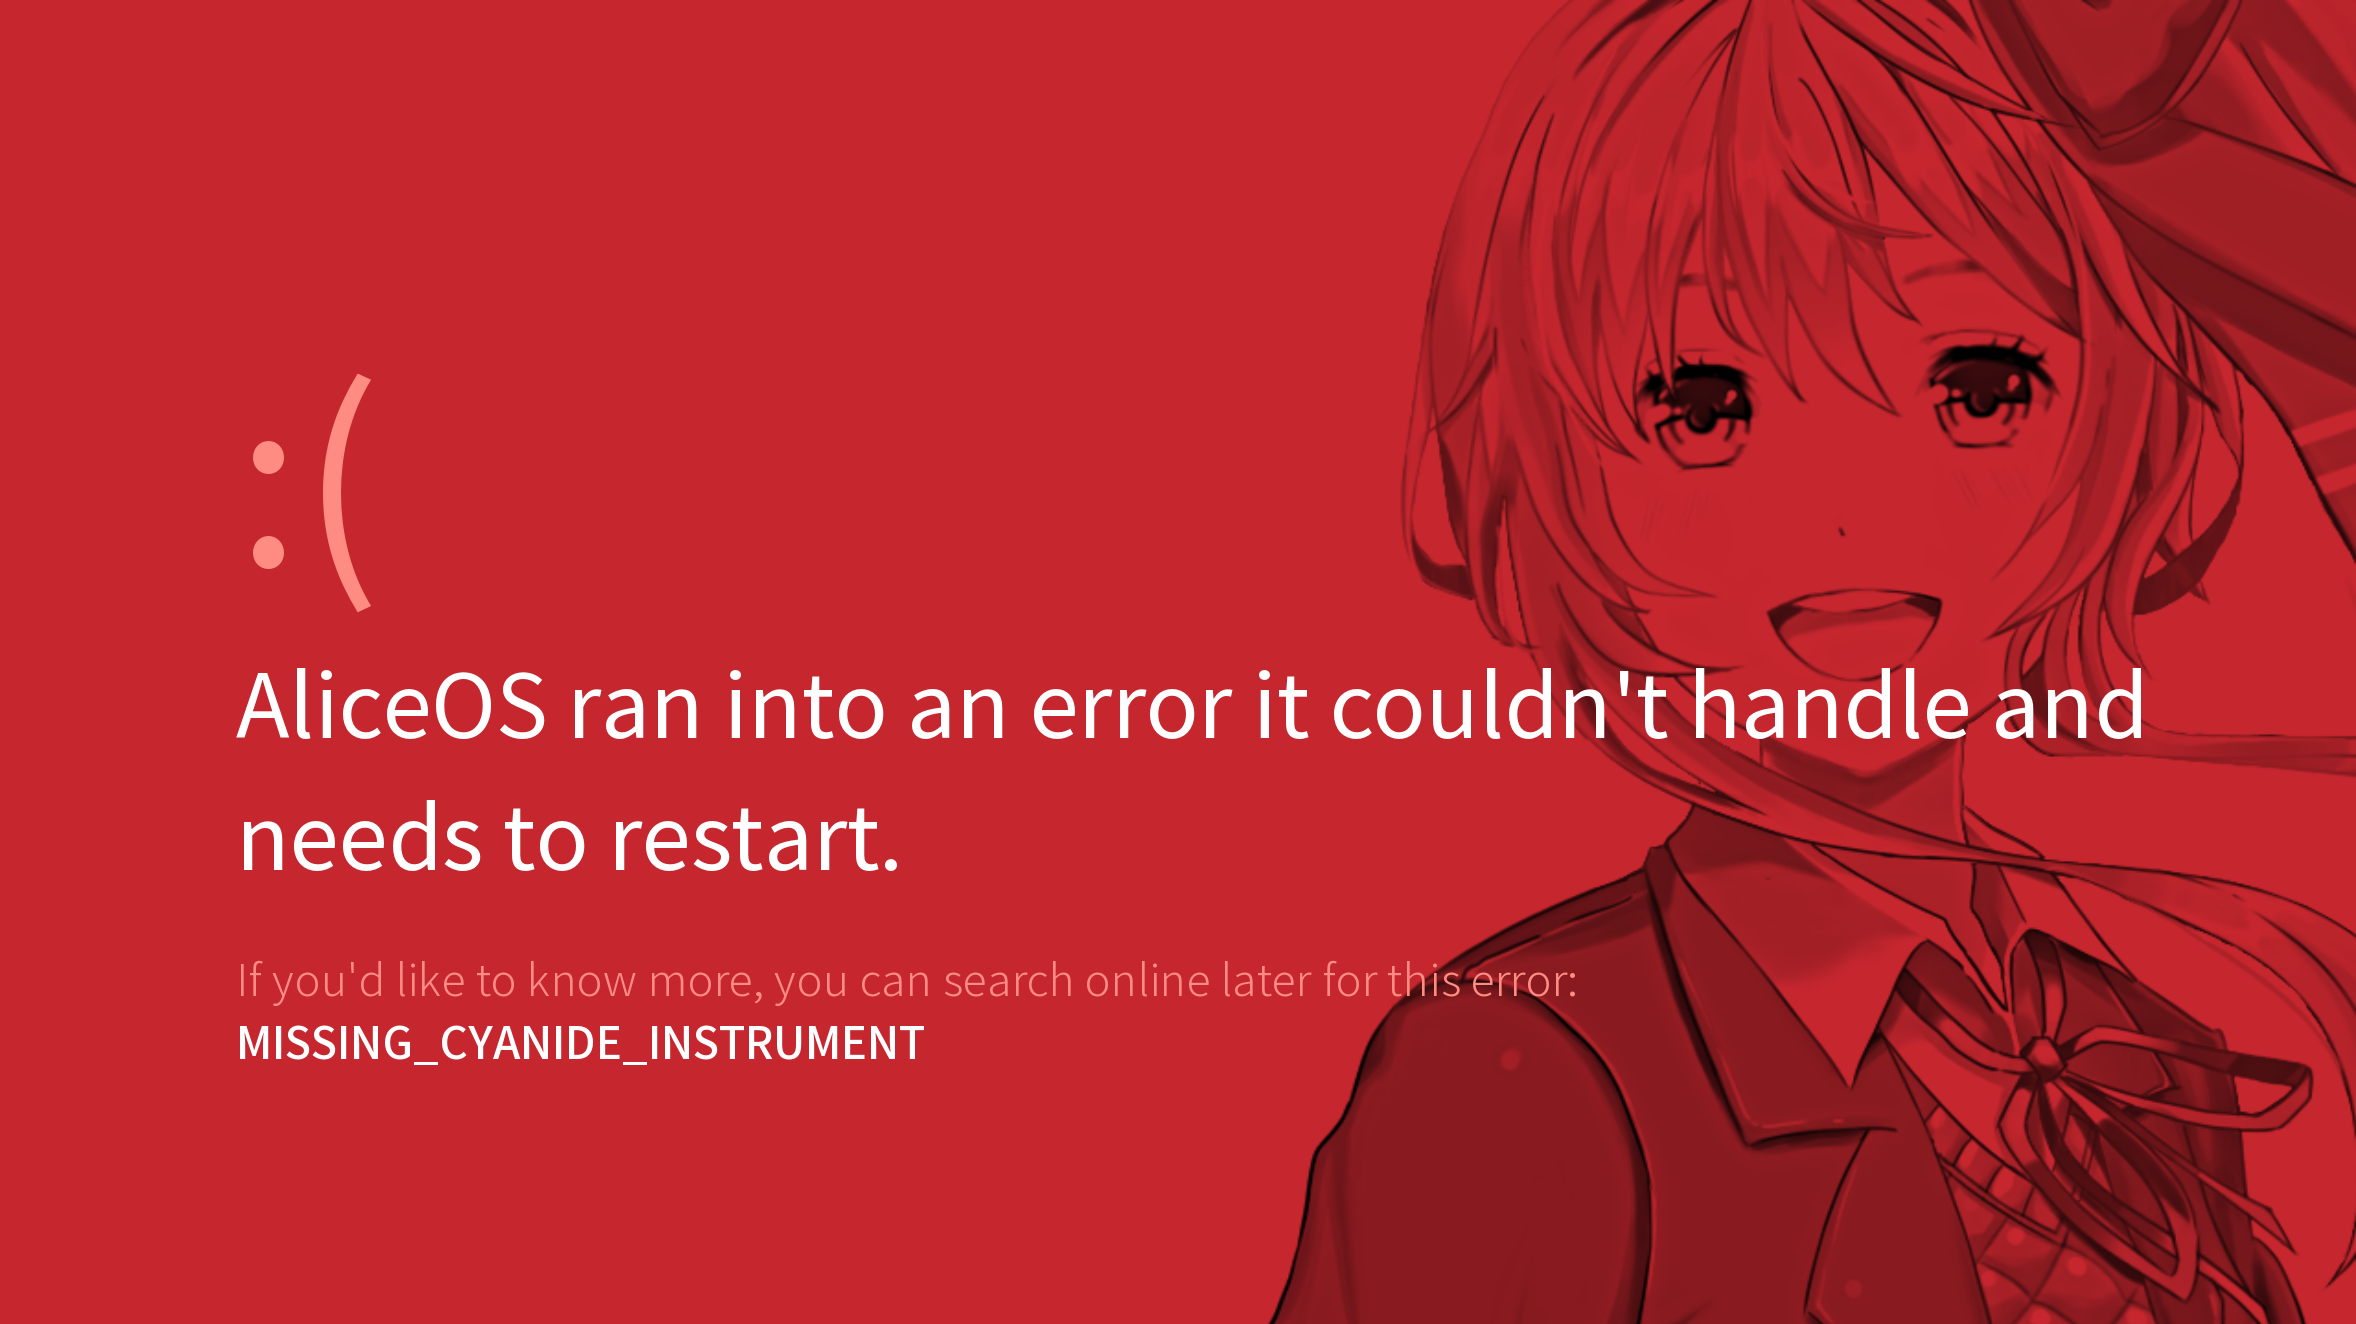 :(
AliceOS ran into an error it couldn't handle and
needs to restart.
If you'd like to know more, you can search online later for this error:
MISSING_CYANIDE_INSTRUMENT